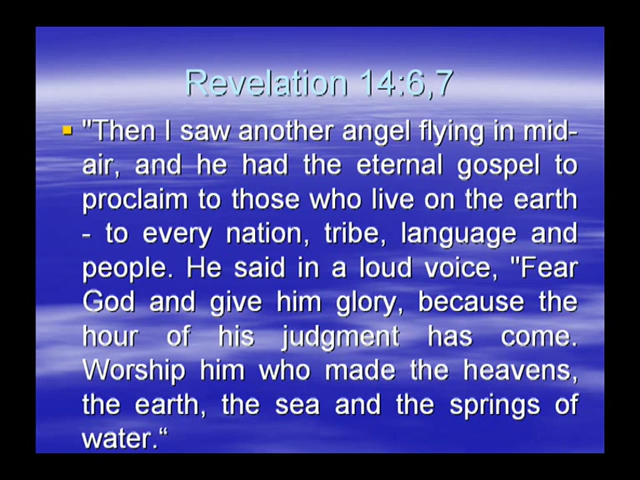 Revelation 14:6,7
"Then I saw another angel flying in mid-
air, and he had the eternal gospel to
proclaim to those who live on the earth
- to every nation, tribe, language and
people. He said in a loud voice, "Fear
God and give him glory, because the
hour of his judgment has come.
Worship him who made the heavens,
the earth, the sea and the springs of
water.“